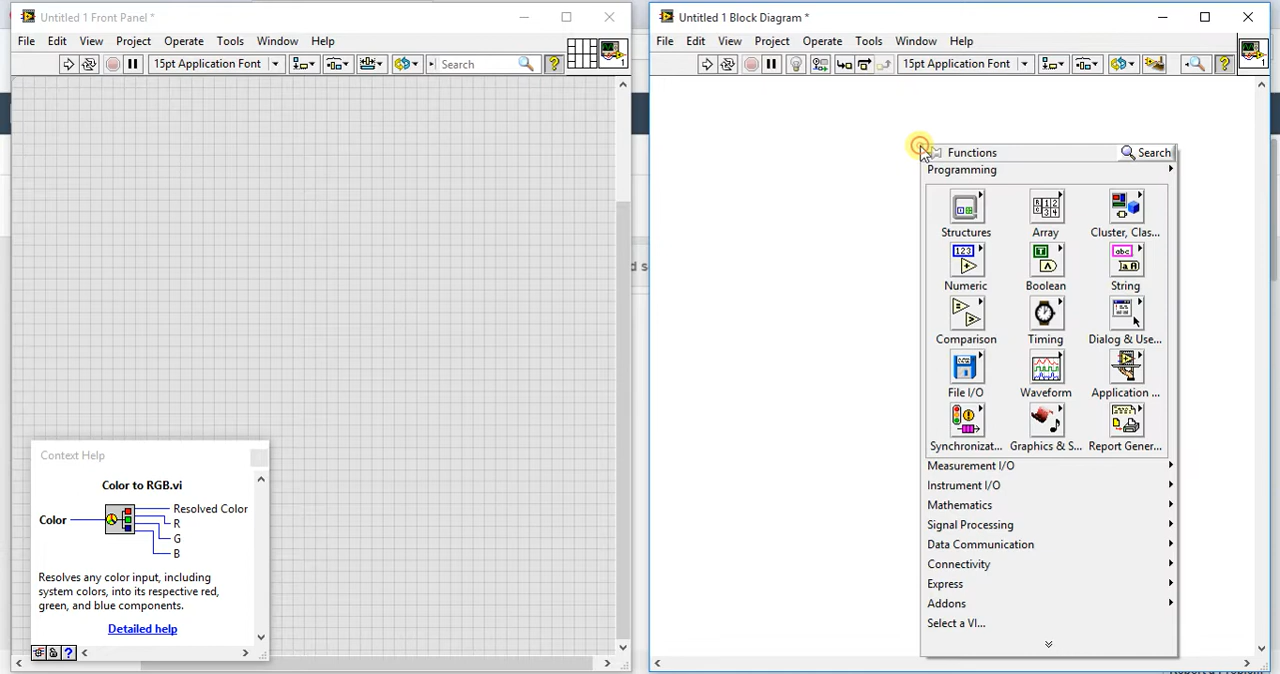 Untitled 1 Front Panel *
File Edit View Project Operate Tools Window Help
15pt Application Font
Search
?
1
Context Help
Color to RGB.vi
Color
Resolved Color
R
G
B
Resolves any color input, including
system colors, into its respective red,
green, and blue components.
Detailed help
?
Untitled 1 Block Diagram *
File Edit View Project Operate Tools Window Help
15pt Application Font
?
1
Functions
Search
Programming
Structures Array Cluster, Clas...
Numeric Boolean String
Comparison Timing Dialog & Use...
File I/O Waveform Application ...
Synchronizat... Graphics & S... Report Gener...
Measurement I/O
Instrument I/O
Mathematics
Signal Processing
Data Communication
Connectivity
Express
Addons
Select a VI...